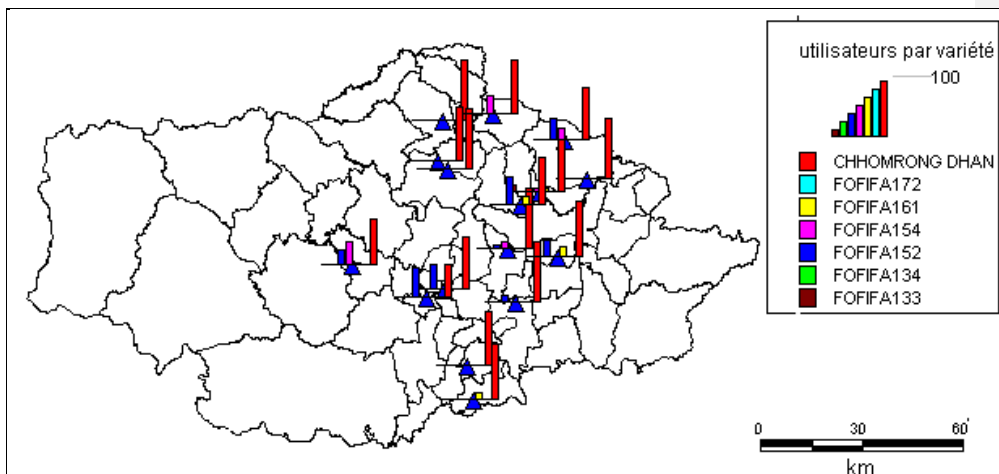 utilisateurs par variété
100
CHHOMRONG DHAN
FOFIFA172
FOFIFA161
FOFIFA154
FOFIFA152
FOFIFA134
FOFIFA133
0 30 60
km